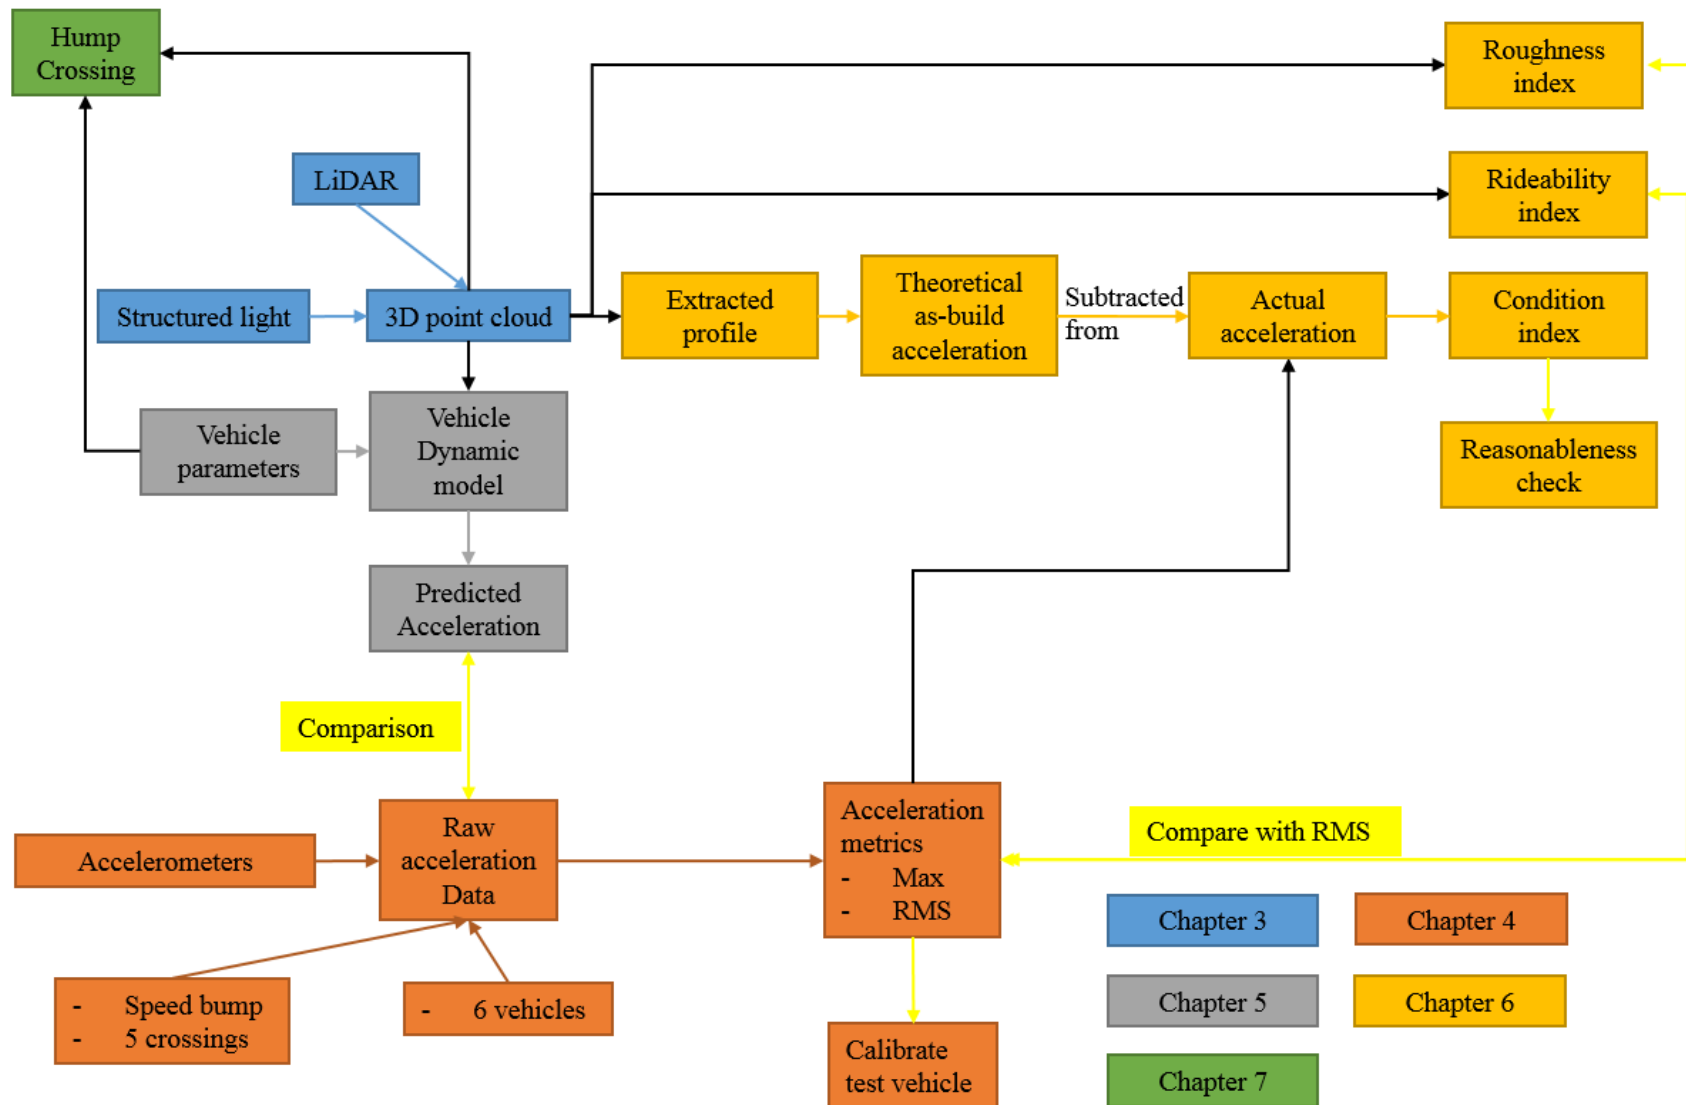 Hump
Crossing
Roughness
index
LiDAR
Rideability
index
Structured light
3D point cloud
Extracted
profile
Theoretical
as-build
acceleration
Subtracted
from
Actual
acceleration
Condition
index
Vehicle
parameters
Vehicle
Dynamic
model
Reasonableness
check
Predicted
Acceleration
Comparison
Accelerometers
Raw
acceleration
Data
Acceleration
metrics
- Max
- RMS
Compare with RMS
- Speed bump
- 5 crossings
- 6 vehicles
Calibrate
test vehicle
Chapter 3
Chapter 4
Chapter 5
Chapter 6
Chapter 7